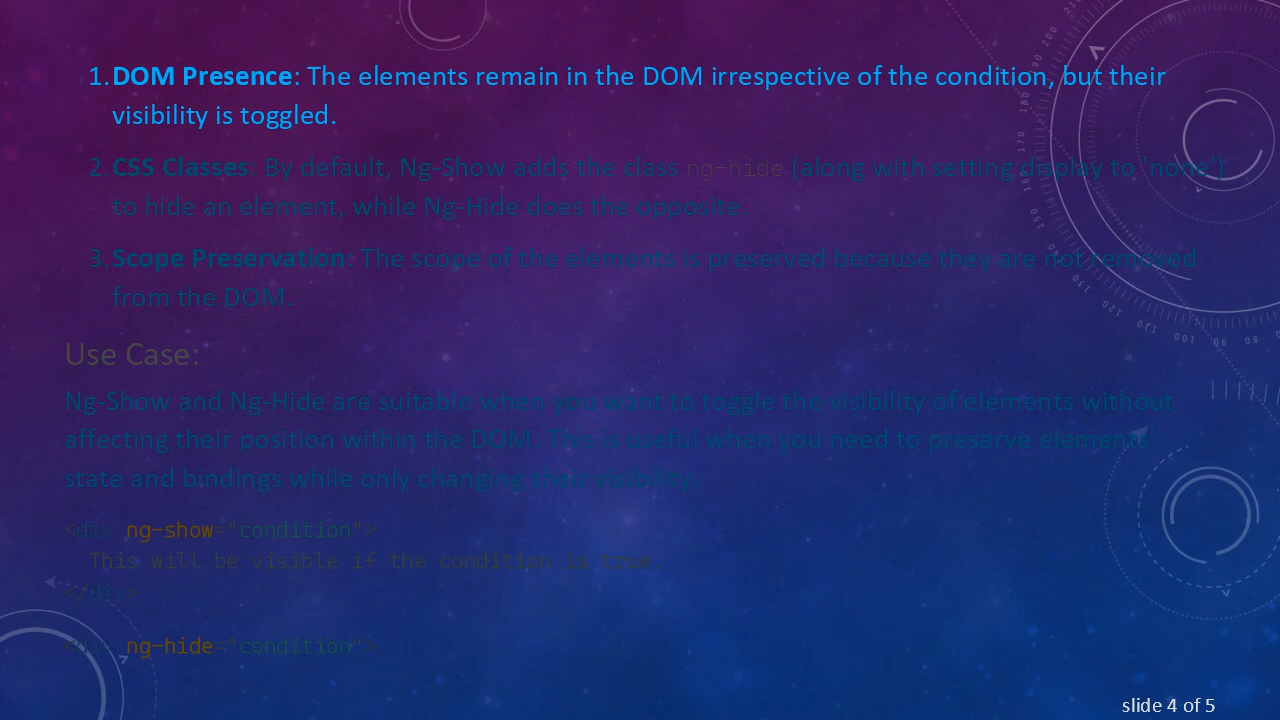 1. DOM Presence: The elements remain in the DOM irrespective of the condition, but their
visibility is toggled.
2. CSS Classes: By default, Ng-Show adds the class ng-hide (along with setting display to 'none')
to hide an element, while Ng-Hide does the opposite.
3. Scope Preservation: The scope of the elements is preserved because they are not removed
from the DOM.
Use Case:
Ng-Show and Ng-Hide are suitable when you want to toggle the visibility of elements without
affecting their position within the DOM. This is useful when you need to preserve elements'
state and bindings while only changing their visibility.
<div ng-show="condition">
This will be visible if the condition is true.
</div>
<div ng-hide="condition">
slide 4 of 5